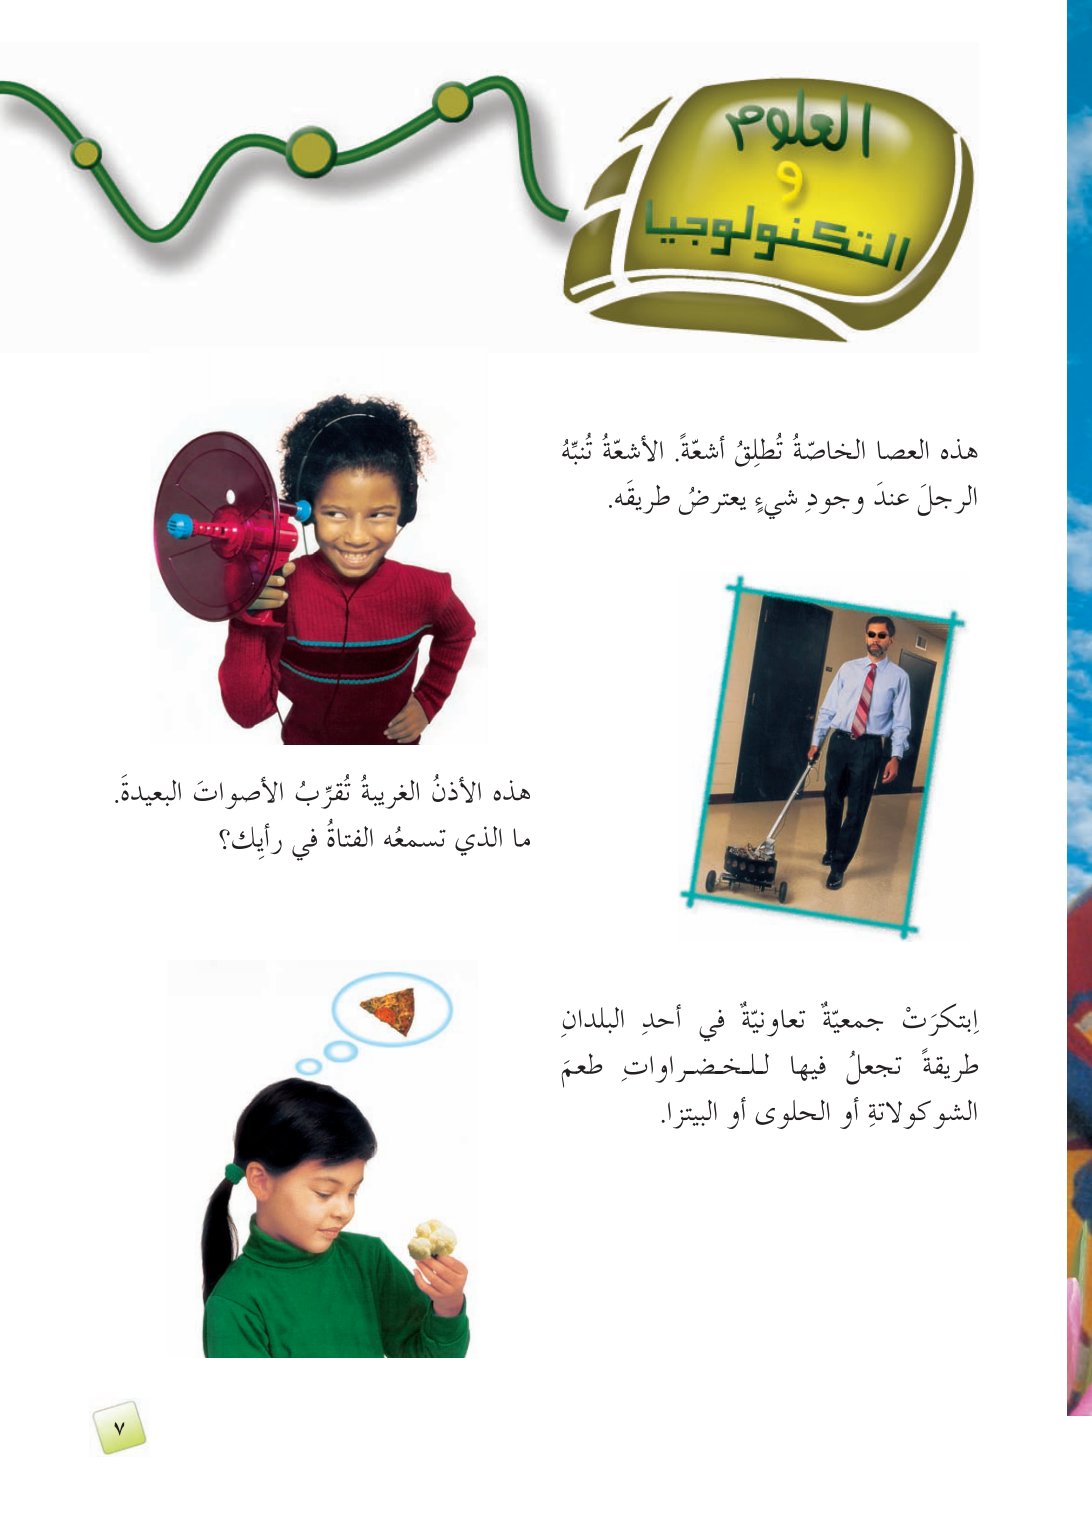 العلوم
و
التكنولوجيا
هذه العصا الخاصّةُ تُطلِقُ أشعّةً. الأشعّةُ تُنبِّهُ
الرجلَ عندَ وجودِ شيءٍ يعترضُ طريقَه.
هذه الأذنُ الغريبةُ تُقرِّبُ الأصواتَ البعيدةَ.
ما الذي تسمعُه الفتاةُ في رأيِك؟
اِبتكرَتْ جمعيّةٌ تعاونيّةٌ في أحدِ البلدانِ
طريقةً تجعلُ فيها للخضراواتِ طعمَ
الشوكولاتةِ أو الحلوى أو البيتزا.
٧